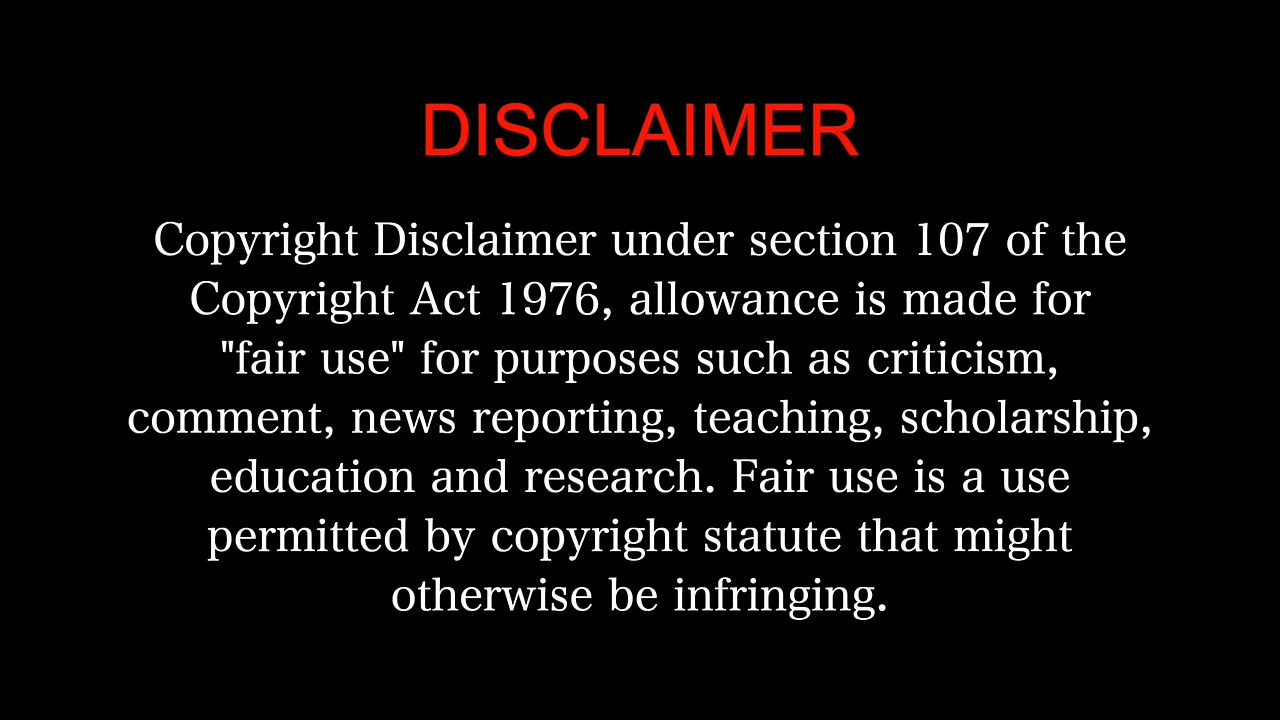 DISCLAIMER
Copyright Disclaimer under section 107 of the
Copyright Act 1976, allowance is made for
"fair use" for purposes such as criticism,
comment, news reporting, teaching, scholarship,
education and research. Fair use is a use
permitted by copyright statute that might
otherwise be infringing.